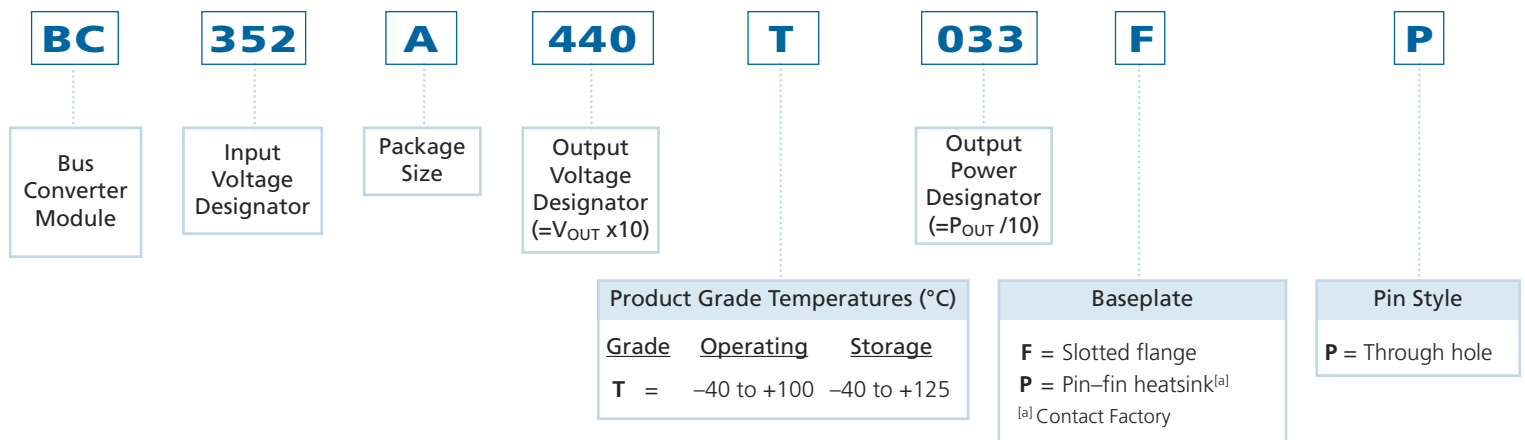 BC 352 A 440 T 033 F P
Bus
Converter
Module
Input
Voltage
Designator
Package
Size
Output
Voltage
Designator
(=VOUT x10)
Output
Power
Designator
(=POUT /10)
Product Grade Temperatures (°C)
Grade Operating Storage
T = –40 to +100 –40 to +125
Baseplate
F = Slotted flange
P = Pin–fin heatsink[a]
[a] Contact Factory
Pin Style
P = Through hole